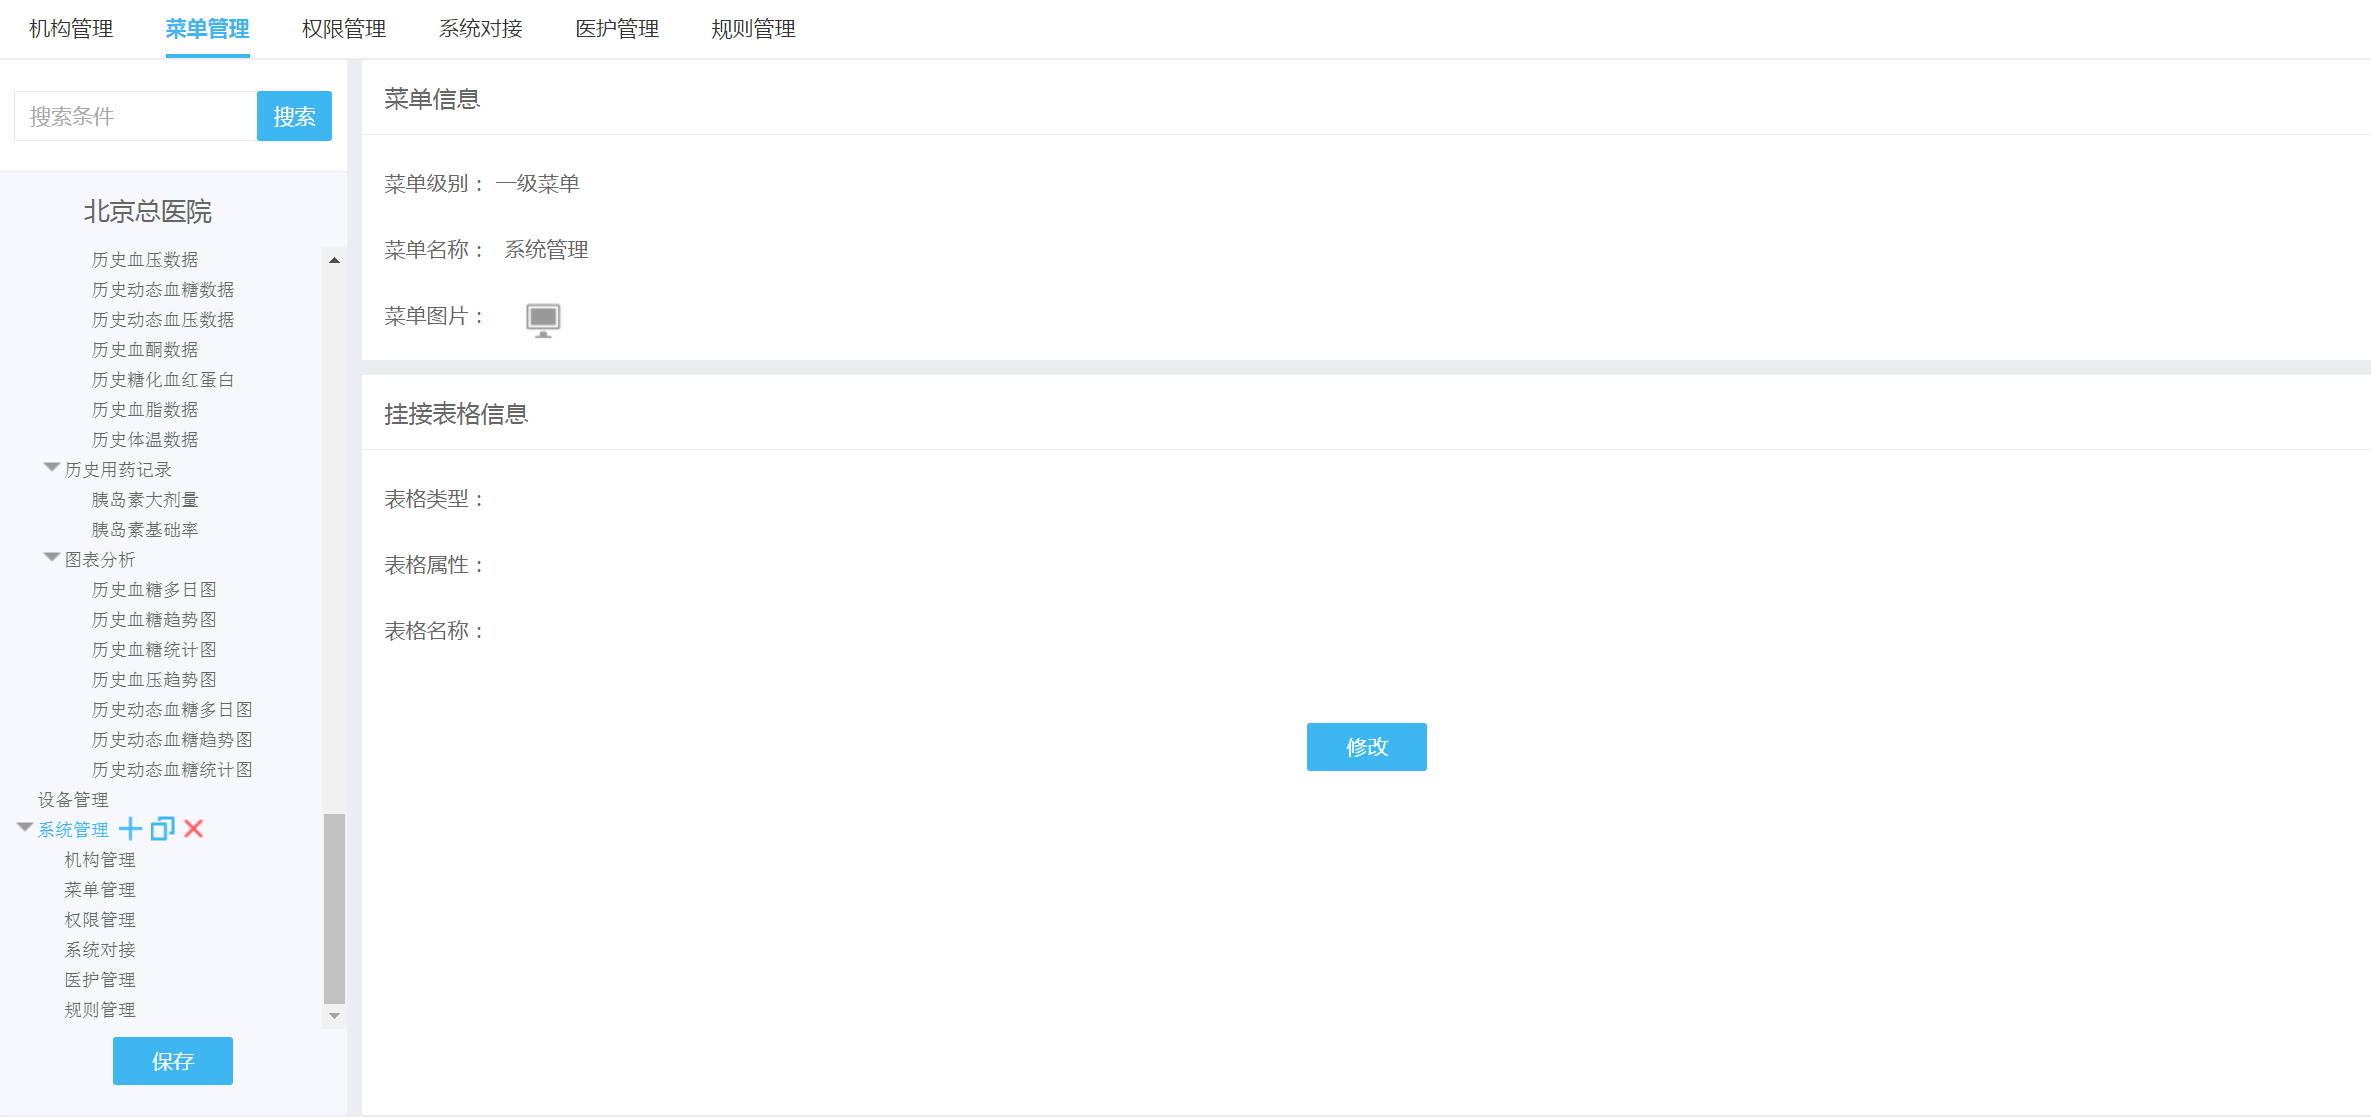 机构管理 菜单管理 权限管理 系统对接 医护管理 规则管理
搜索条件 搜索
北京总医院
历史血压数据
历史动态血糖数据
历史动态血压数据
历史血酮数据
历史糖化血红蛋白
历史血脂数据
历史体温数据
历史用药记录
胰岛素大剂量
胰岛素基础率
图表分析
历史血糖多日图
历史血糖趋势图
历史血糖统计图
历史血压趋势图
历史动态血糖多日图
历史动态血糖趋势图
历史动态血糖统计图
设备管理
系统管理
机构管理
菜单管理
权限管理
系统对接
医护管理
规则管理
保存
菜单信息
菜单级别： 一级菜单
菜单名称： 系统管理
菜单图片：
挂接表格信息
表格类型：
表格属性：
表格名称：
修改